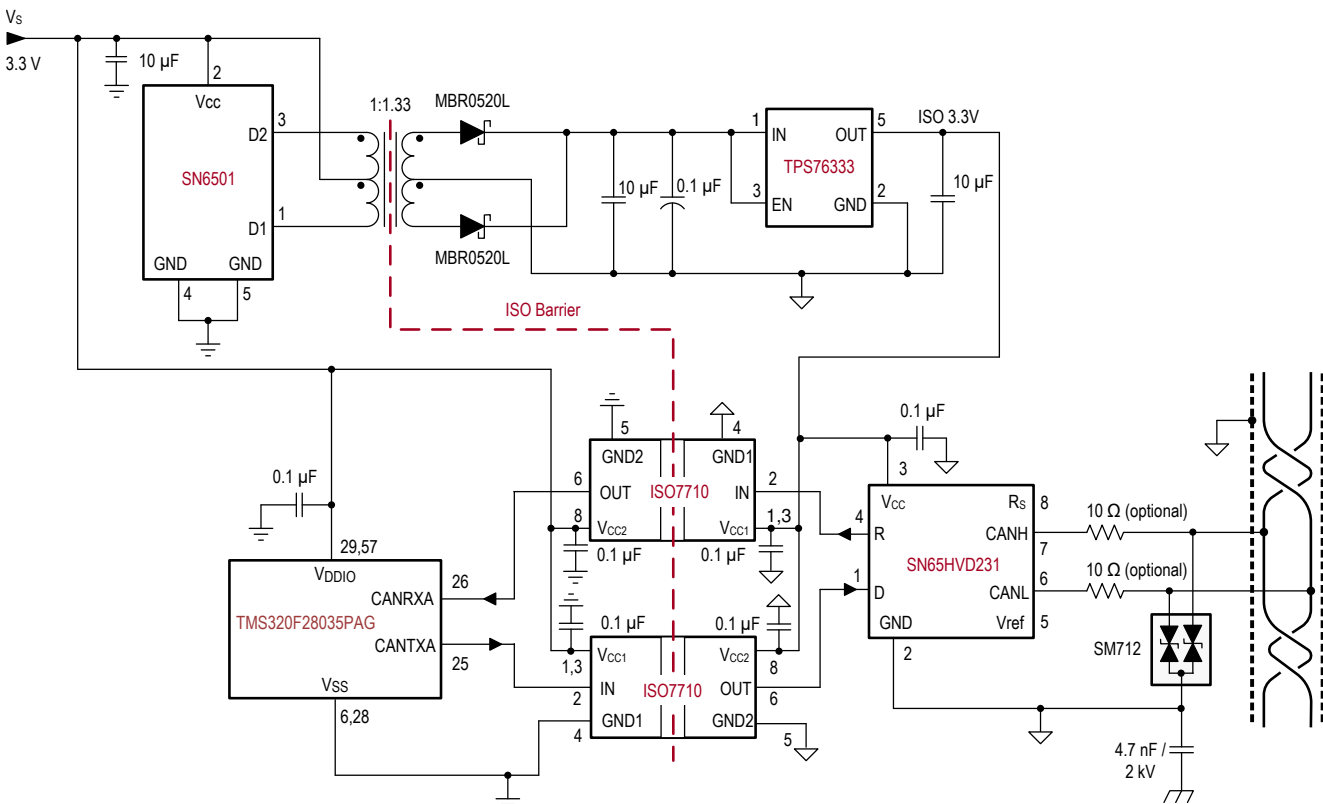 VS
3.3 V
10 µF
2
Vcc
D2
3
SN6501
D1
1
GND
GND
4
5
1:1.33
MBR0520L
MBR0520L
10 µF
0.1 µF
1
IN
OUT
5
TPS76333
3
EN
GND
2
ISO 3.3V
10 µF
ISO Barrier
0.1 µF
29,57
VDDIO
TMS320F28035PAG
CANRXA
26
CANTXA
25
VSS
6,28
5
4
GND2
GND1
6
OUT
ISO7710
IN
2
8
VCC2
VCC1
1,3
0.1 µF
0.1 µF
0.1 µF
0.1 µF
VCC1
VCC2
1,3
8
IN
ISO7710
OUT
2
6
GND1
GND2
4
5
0.1 µF
3
VCC
RS
8
4
R
CANH
7
SN65HVD231
1
D
CANL
6
GND
Vref
5
2
10 Ω (optional)
10 Ω (optional)
SM712
4.7 nF /
2 kV